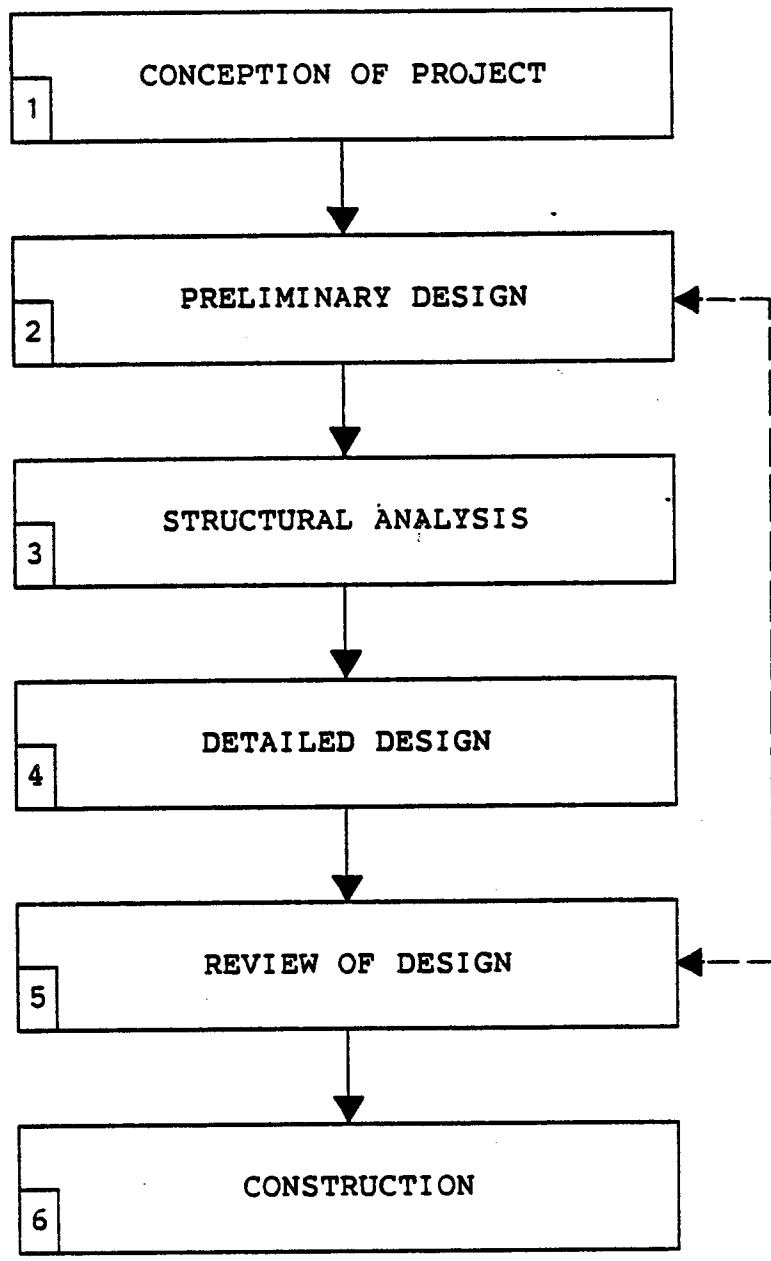 CONCEPTION OF PROJECT
1
PRELIMINARY DESIGN
2
STRUCTURAL ANALYSIS
3
DETAILED DESIGN
4
REVIEW OF DESIGN
5
CONSTRUCTION
6